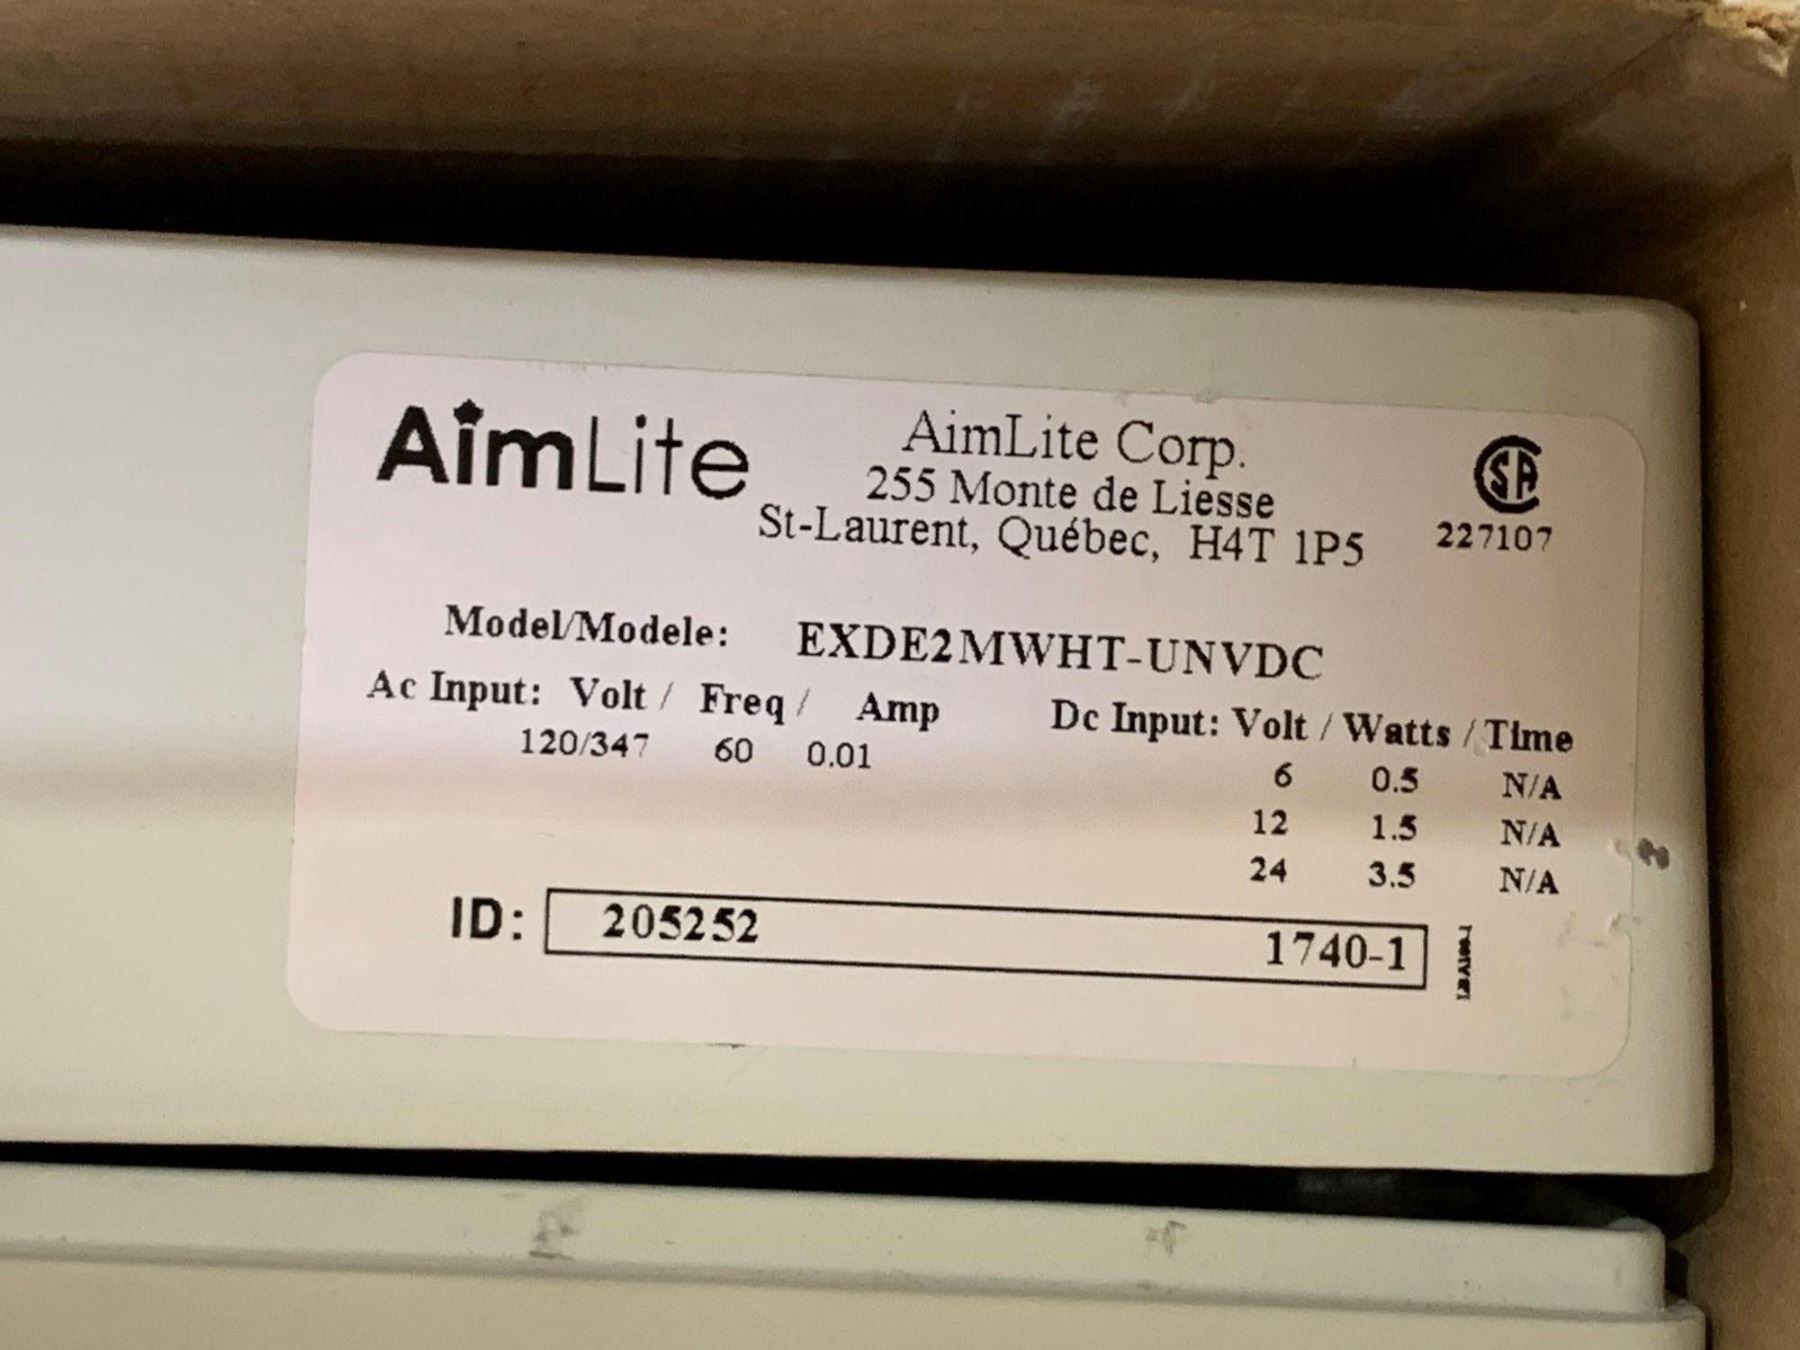 AimLite
AimLite Corp.
255 Monte de Liesse
St-Laurent, Québec, H4T 1P5
CSA
227107
Model/Modele: EXDE2MWHT-UNVDC
Ac Input: Volt / Freq / Amp
120/347 60 0.01
Dc Input: Volt / Watts / Time
6 0.5 N/A
12 1.5 N/A
24 3.5 N/A
ID: 205252 1740-1